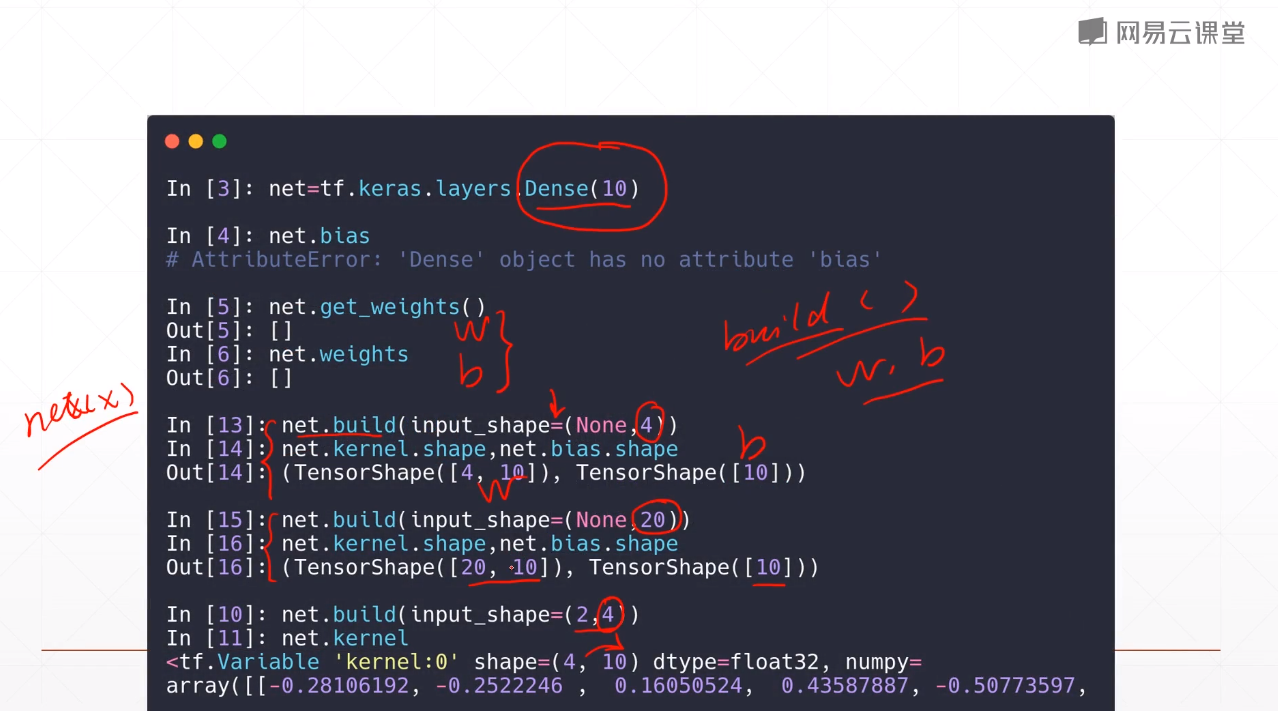 网易云课堂
In [3]: net=tf.keras.layers.Dense(10)
In [4]: net.bias
# AttributeError: 'Dense' object has no attribute 'bias'
In [5]: net.get_weights()
Out[5]: []
In [6]: net.weights
Out[6]: []
w
b
build ( )
w, b
net(x)
In [13]: net.build(input_shape=(None,4))
In [14]: net.kernel.shape,net.bias.shape
Out[14]: (TensorShape([4, 10]), TensorShape([10]))
b
w
In [15]: net.build(input_shape=(None,20))
In [16]: net.kernel.shape,net.bias.shape
Out[16]: (TensorShape([20, 10]), TensorShape([10]))
In [10]: net.build(input_shape=(2,4))
In [11]: net.kernel
<tf.Variable 'kernel:0' shape=(4, 10) dtype=float32, numpy=
array([[-0.28106192, -0.2522246 ,  0.16050524,  0.43587887, -0.50773597,